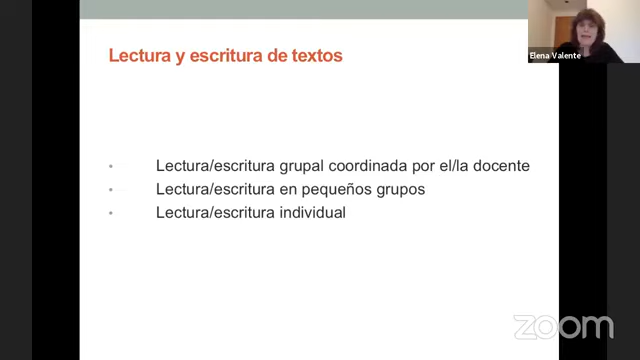 Lectura y escritura de textos
Elena Valente
• Lectura/escritura grupal coordinada por el/la docente
• Lectura/escritura en pequeños grupos
• Lectura/escritura individual
zoom